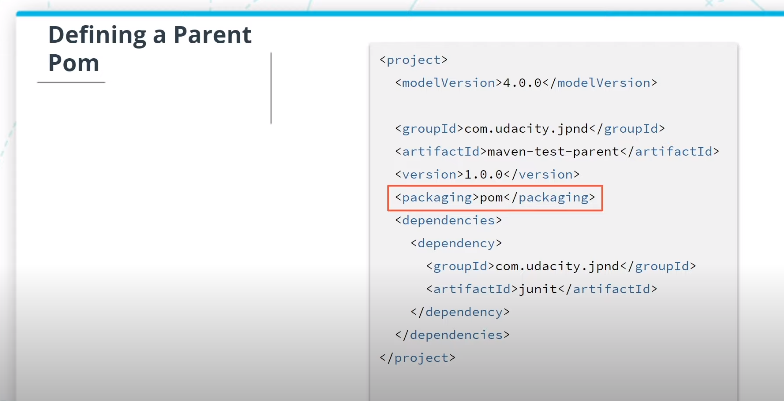 Defining a Parent
Pom
<project>
<modelVersion>4.0.0</modelVersion>
<groupId>com.udacity.jpnd</groupId>
<artifactId>maven-test-parent</artifactId>
<version>1.0.0</version>
<packaging>pom</packaging>
<dependencies>
<dependency>
<groupId>com.udacity.jpnd</groupId>
<artifactId>junit</artifactId>
</dependency>
</dependencies>
</project>